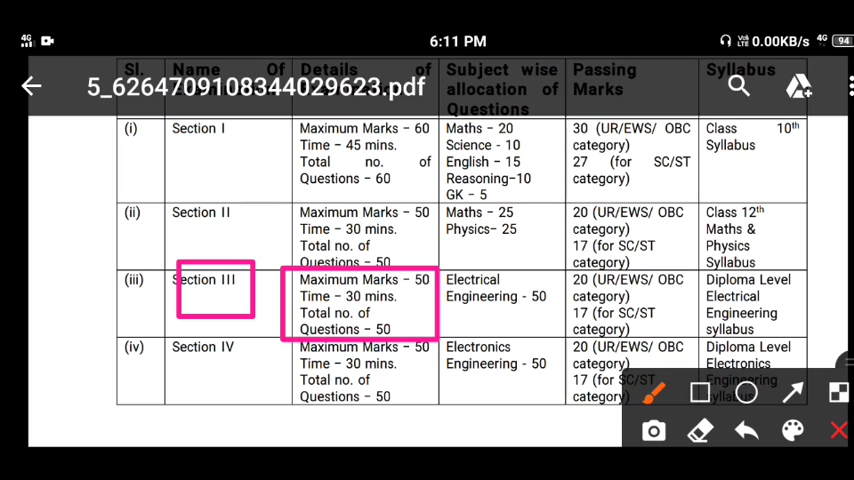 4G 6:11 PM Vol LTE 0.00KB/s 4G 94
Sl. Name Of Details of Subject wise Passing Syllabus
5_6264709108344029623.pdf
allocation of Marks
Questions
(i) Section I Maximum Marks – 60 Maths – 20 30 (UR/EWS/ OBC Class 10th
Time – 45 mins. Science - 10 category) Syllabus
Total no. of English – 15 27 (for SC/ST
Questions – 60 Reasoning–10 category)
GK – 5
(ii) Section II Maximum Marks – 50 Maths – 25 20 (UR/EWS/ OBC Class 12th
Time – 30 mins. Physics– 25 category) Maths &
Total no. of 17 (for SC/ST Physics
Questions – 50 category) Syllabus
(iii) Section III Maximum Marks – 50 Electrical 20 (UR/EWS/ OBC Diploma Level
Time – 30 mins. Engineering - 50 category) Electrical
Total no. of 17 (for SC/ST Engineering
Questions – 50 category) syllabus
(iv) Section IV Maximum Marks – 50 Electronics 20 (UR/EWS/ OBC Diploma Level
Time – 30 mins. Engineering – 50 category) Electronics
Total no. of 17 (for SC/ST Engineering
Questions – 50 category) syllabus